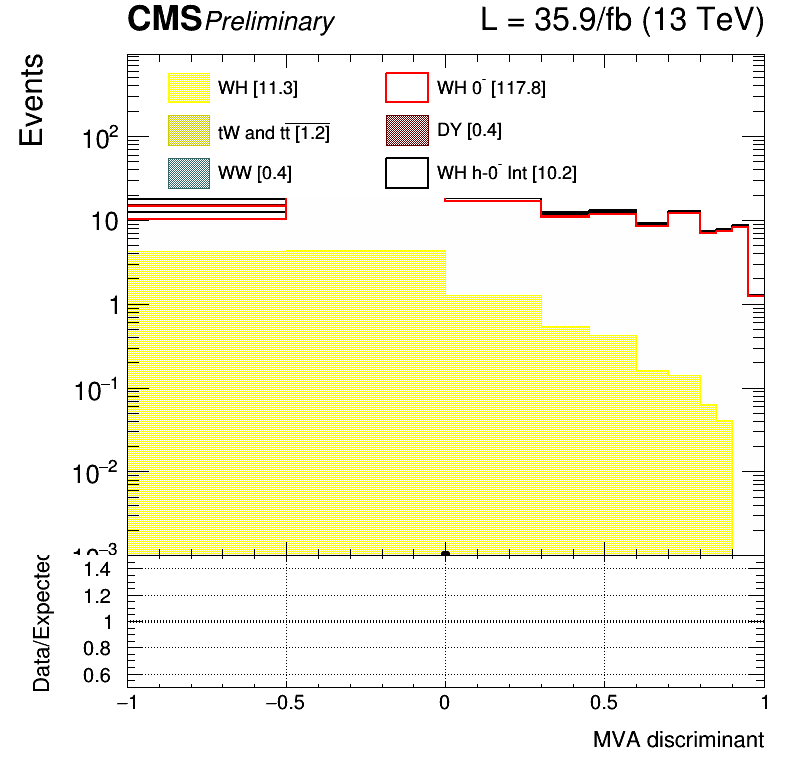 CMS Preliminary L = 35.9/fb (13 TeV)
Events
WH [11.3] WH 0⁻ [117.8]
tW and tt̅ [1.2] DY [0.4]
WW [0.4] WH h-0⁻ Int [10.2]
10²
10
1
10⁻¹
10⁻²
10⁻³
Data/Expected
1.4
1.2
1
0.8
0.6
−1 −0.5 0 0.5 1
MVA discriminant